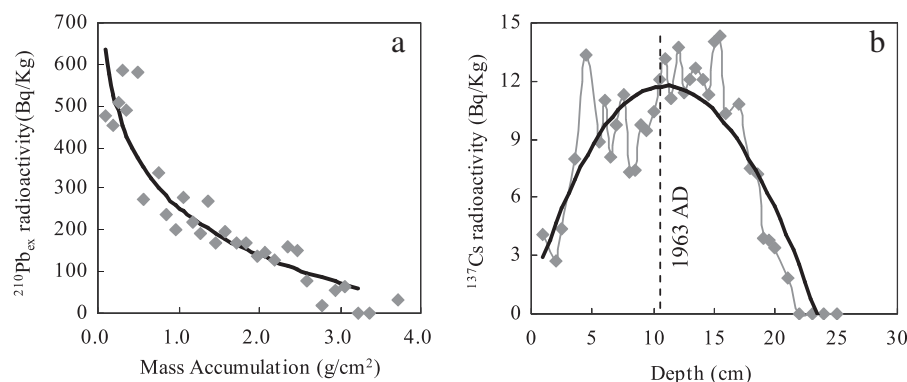 a
700
600
500
400
300
200
100
0
²¹⁰Pbₑₓ radioactivity(Bq/Kg)
0.0 1.0 2.0 3.0 4.0
Mass Accumulation (g/cm²)
b
15
12
9
6
3
0
¹³⁷Cs radioactivity (Bq/Kg)
1963 AD
0 5 10 15 20 25 30
Depth (cm)